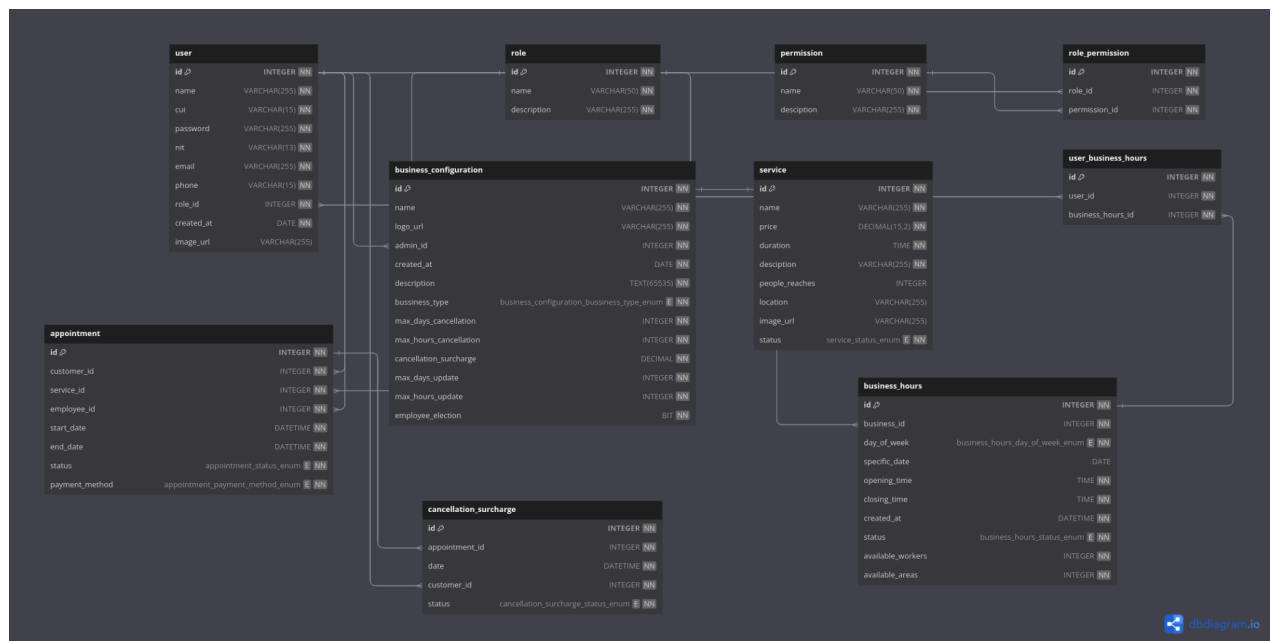 user
id INTEGER NN
name VARCHAR(255) NN
cui VARCHAR(15) NN
password VARCHAR(255) NN
nit VARCHAR(13) NN
email VARCHAR(255) NN
phone VARCHAR(15) NN
role_id INTEGER NN
created_at DATE NN
image_url VARCHAR(255)
role
id INTEGER NN
name VARCHAR(50) NN
description VARCHAR(255) NN
permission
id INTEGER NN
name VARCHAR(50) NN
desciption VARCHAR(255) NN
role_permission
id INTEGER NN
role_id INTEGER NN
permission_id INTEGER NN
business_configuration
id INTEGER NN
name VARCHAR(255) NN
logo_url VARCHAR(255) NN
admin_id INTEGER NN
created_at DATE NN
description TEXT(65535) NN
bussiness_type business_configuration_bussiness_type_enum E NN
max_days_cancellation INTEGER NN
max_hours_cancellation INTEGER NN
cancellation_surcharge DECIMAL NN
max_days_update INTEGER NN
max_hours_update INTEGER NN
employee_election BIT NN
service
id INTEGER NN
name VARCHAR(255) NN
price DECIMAL(15,2) NN
duration TIME NN
desciption VARCHAR(255) NN
people_reaches INTEGER
location VARCHAR(255)
image_url VARCHAR(255)
status service_status_enum E NN
user_business_hours
id INTEGER NN
user_id INTEGER NN
business_hours_id INTEGER NN
appointment
id INTEGER NN
customer_id INTEGER NN
service_id INTEGER NN
employee_id INTEGER NN
start_date DATETIME NN
end_date DATETIME NN
status appointment_status_enum E NN
payment_method appointment_payment_method_enum E NN
business_hours
id INTEGER NN
business_id INTEGER NN
day_of_week business_hours_day_of_week_enum E NN
specific_date DATE
opening_time TIME NN
closing_time TIME NN
created_at DATETIME NN
status business_hours_status_enum E NN
available_workers INTEGER NN
available_areas INTEGER NN
cancellation_surcharge
id INTEGER NN
appointment_id INTEGER NN
date DATETIME NN
customer_id INTEGER NN
status cancellation_surcharge_status_enum E NN
dbdiagram.io